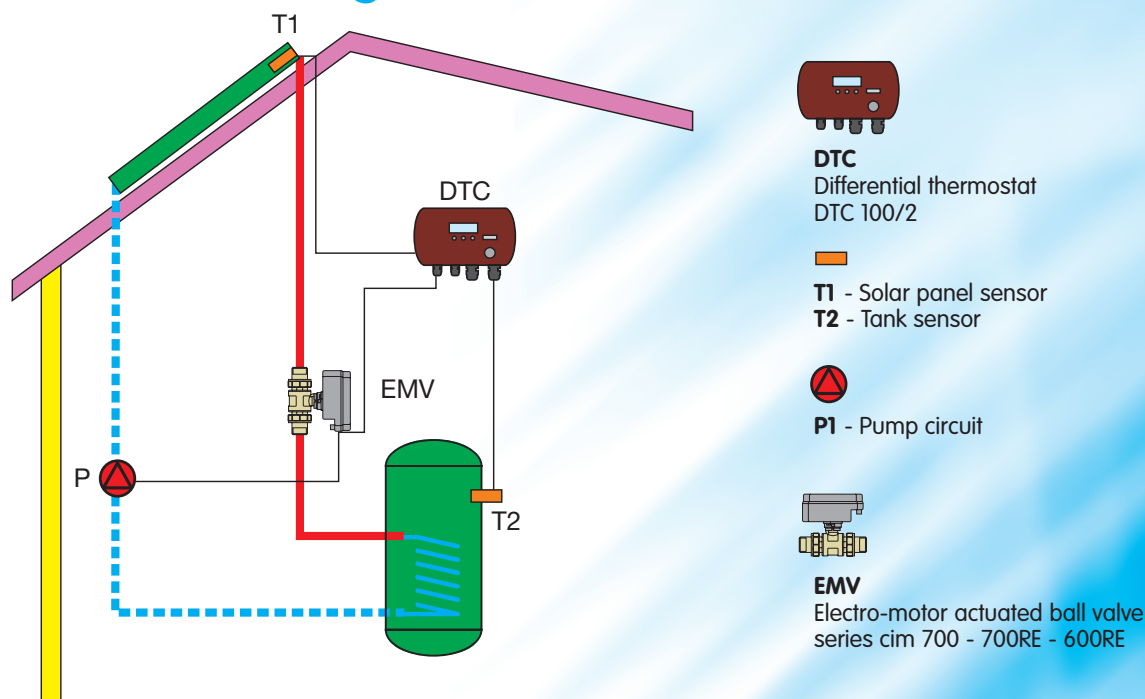 T1
DTC
EMV
P
T2
DTC
Differential thermostat
DTC 100/2
T1 - Solar panel sensor
T2 - Tank sensor
P1 - Pump circuit
EMV
Electro-motor actuated ball valve
series cim 700 - 700RE - 600RE